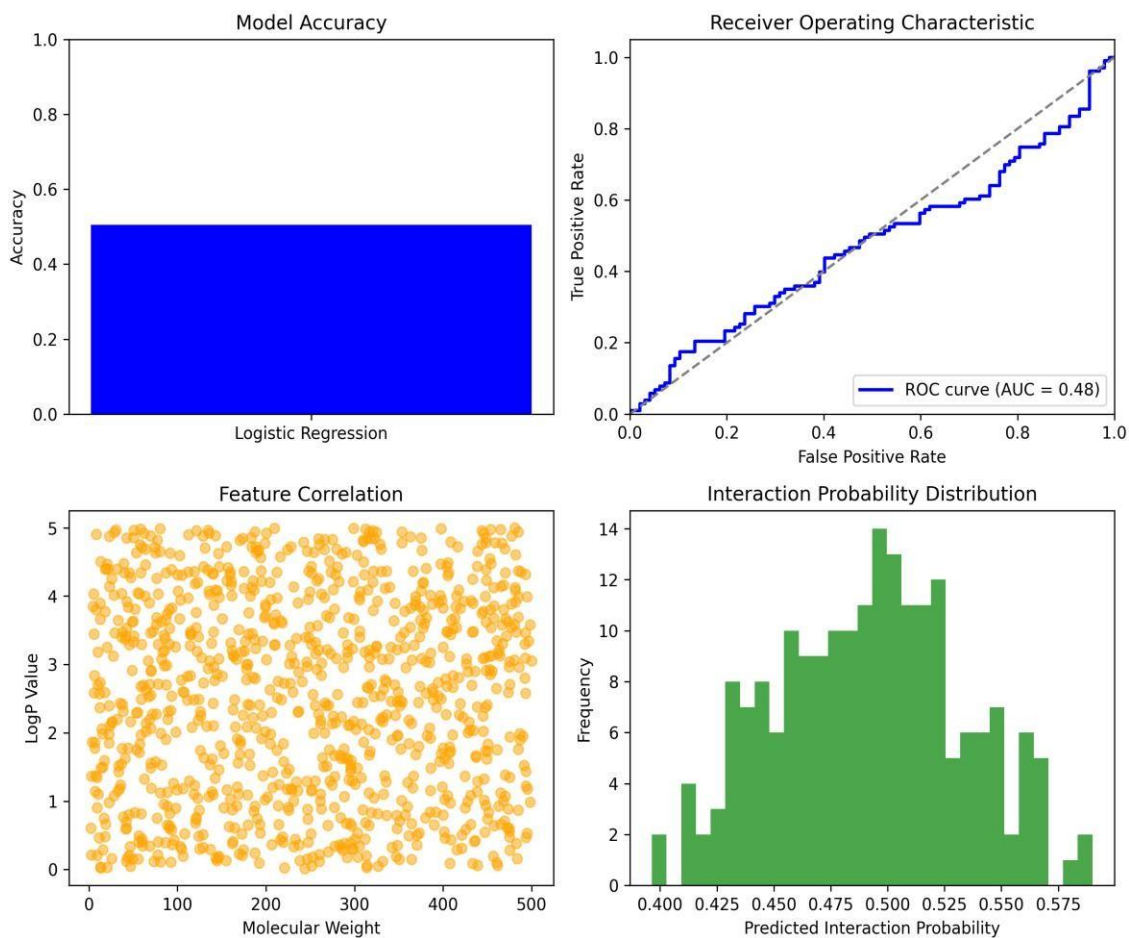 Model Accuracy
1.0
0.8
0.6
0.4
0.2
0.0
Accuracy
Logistic Regression
Receiver Operating Characteristic
1.0
0.8
0.6
0.4
0.2
0.0
True Positive Rate
ROC curve (AUC = 0.48)
0.0 0.2 0.4 0.6 0.8 1.0
False Positive Rate
Feature Correlation
5
4
3
2
1
0
LogP Value
0 100 200 300 400 500
Molecular Weight
Interaction Probability Distribution
14
12
10
8
6
4
2
0
Frequency
0.400 0.425 0.450 0.475 0.500 0.525 0.550 0.575
Predicted Interaction Probability